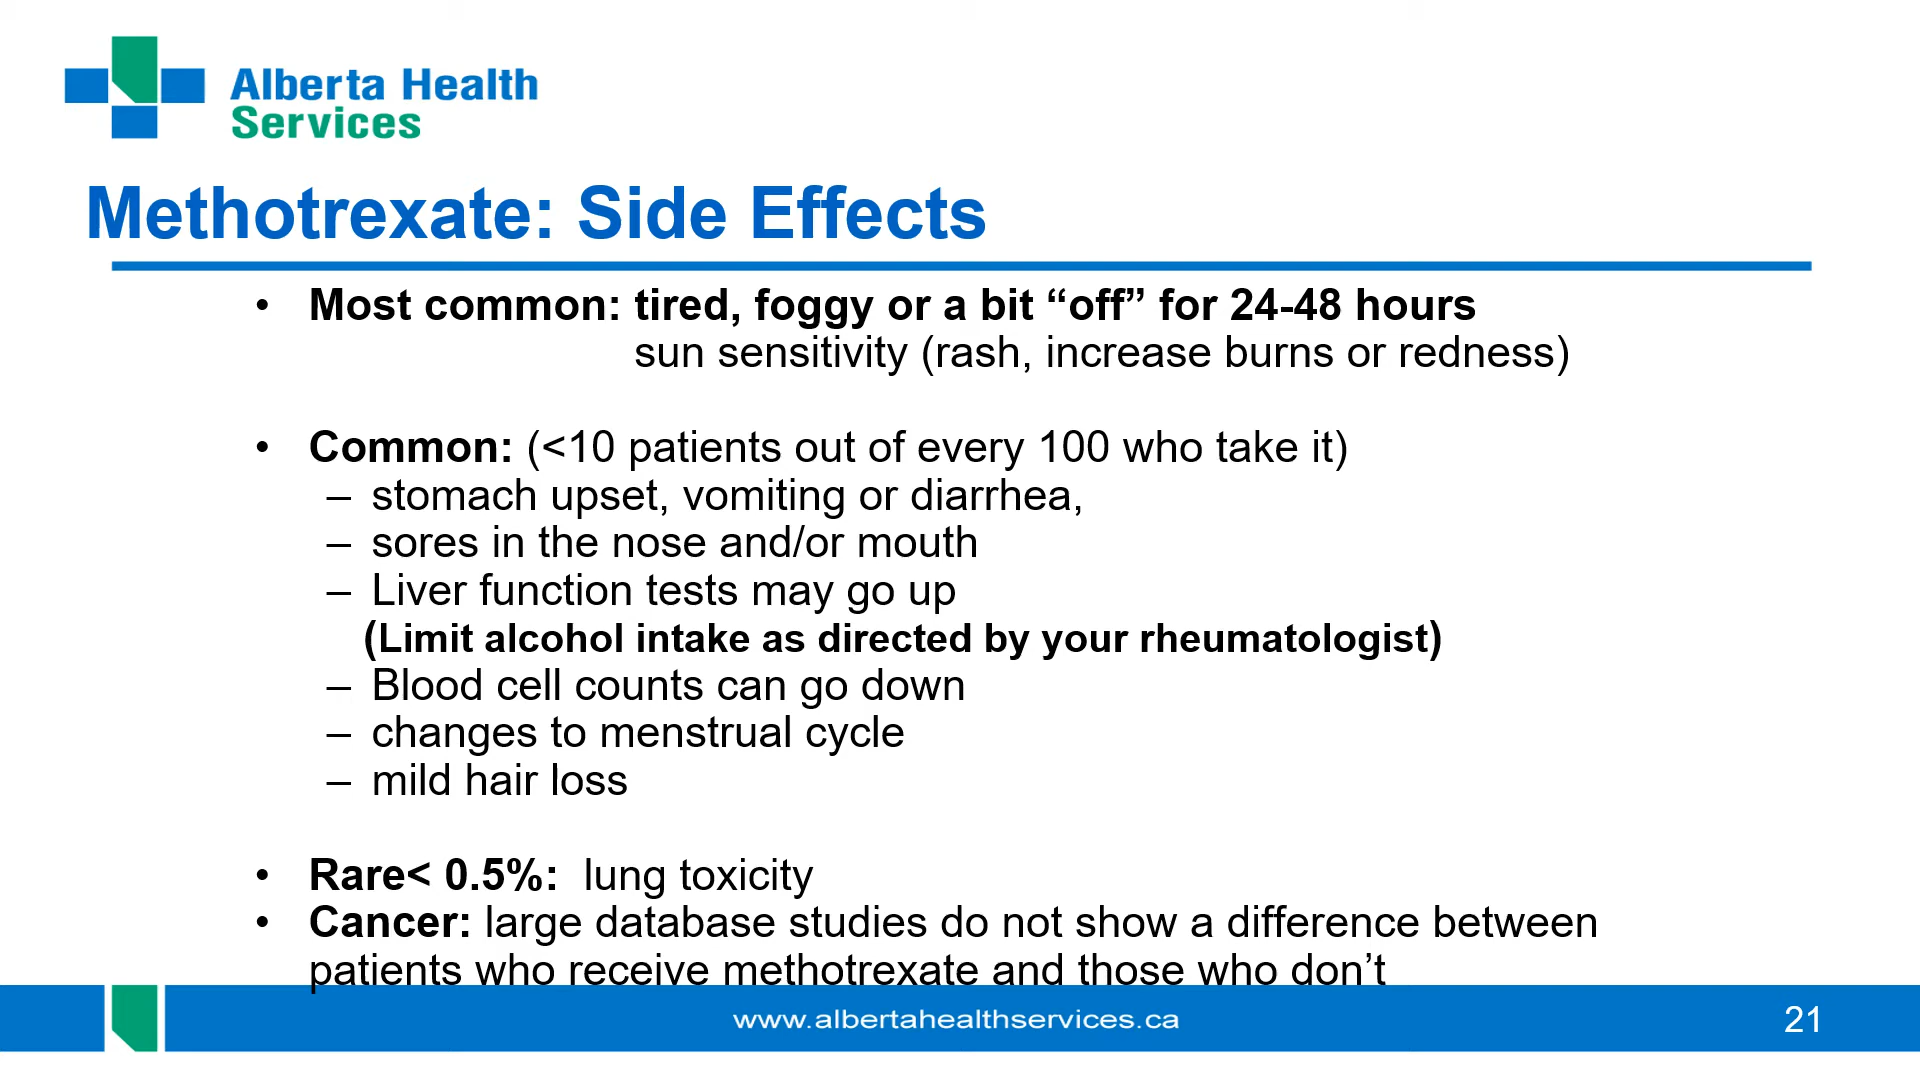 Alberta Health
Services
Methotrexate: Side Effects
• Most common: tired, foggy or a bit “off” for 24-48 hours
sun sensitivity (rash, increase burns or redness)
• Common: (<10 patients out of every 100 who take it)
– stomach upset, vomiting or diarrhea,
– sores in the nose and/or mouth
– Liver function tests may go up
(Limit alcohol intake as directed by your rheumatologist)
– Blood cell counts can go down
– changes to menstrual cycle
– mild hair loss
• Rare< 0.5%: lung toxicity
• Cancer: large database studies do not show a difference between
patients who receive methotrexate and those who don’t
www.albertahealthservices.ca
21